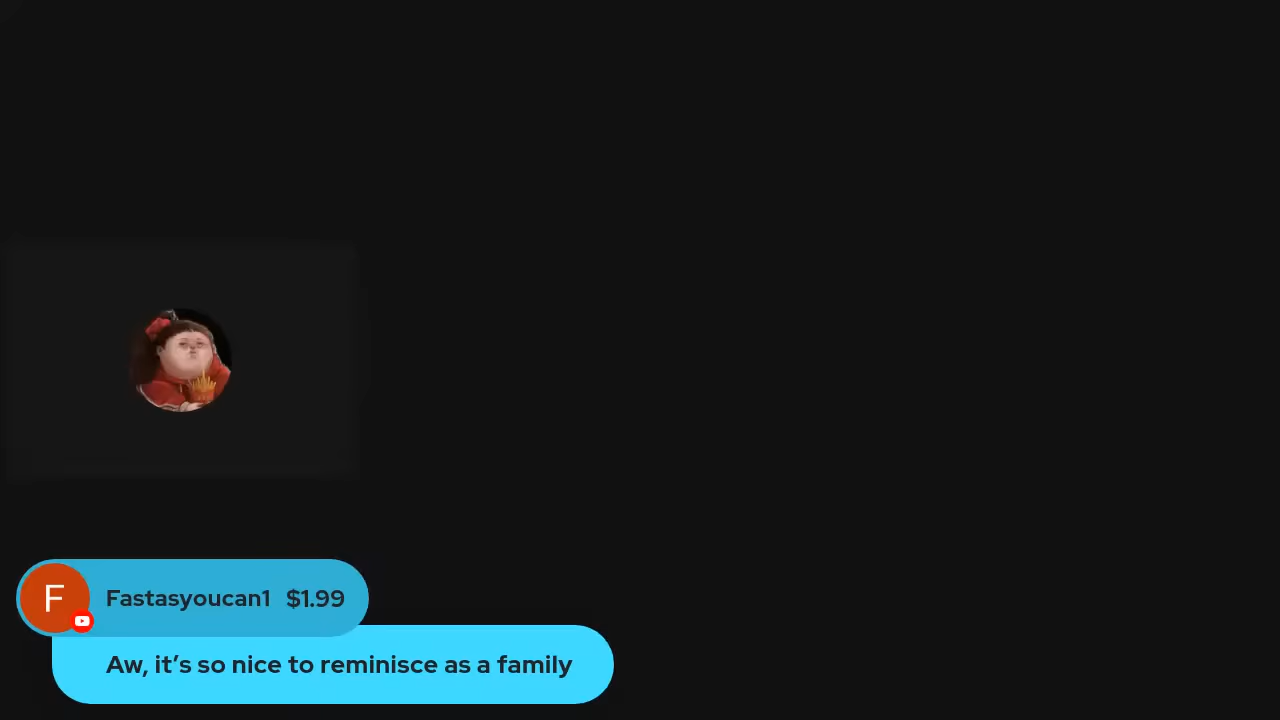 F
Fastasyoucan1 $1.99
Aw, it’s so nice to reminisce as a family